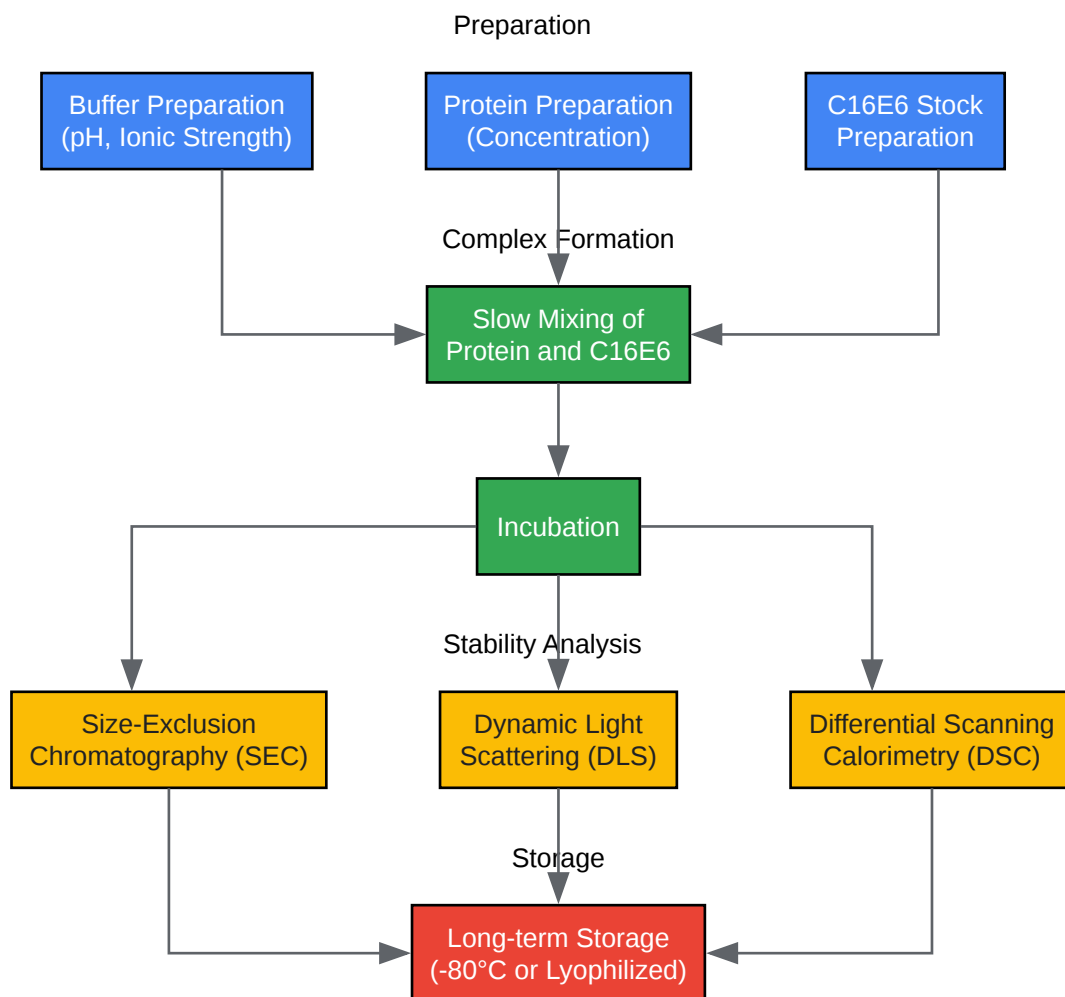 Preparation
Buffer Preparation
(pH, Ionic Strength)
Protein Preparation
(Concentration)
C16E6 Stock
Preparation
Complex Formation
Slow Mixing of
Protein and C16E6
Incubation
Stability Analysis
Size-Exclusion
Chromatography (SEC)
Dynamic Light
Scattering (DLS)
Differential Scanning
Calorimetry (DSC)
Storage
Long-term Storage
(-80°C or Lyophilized)